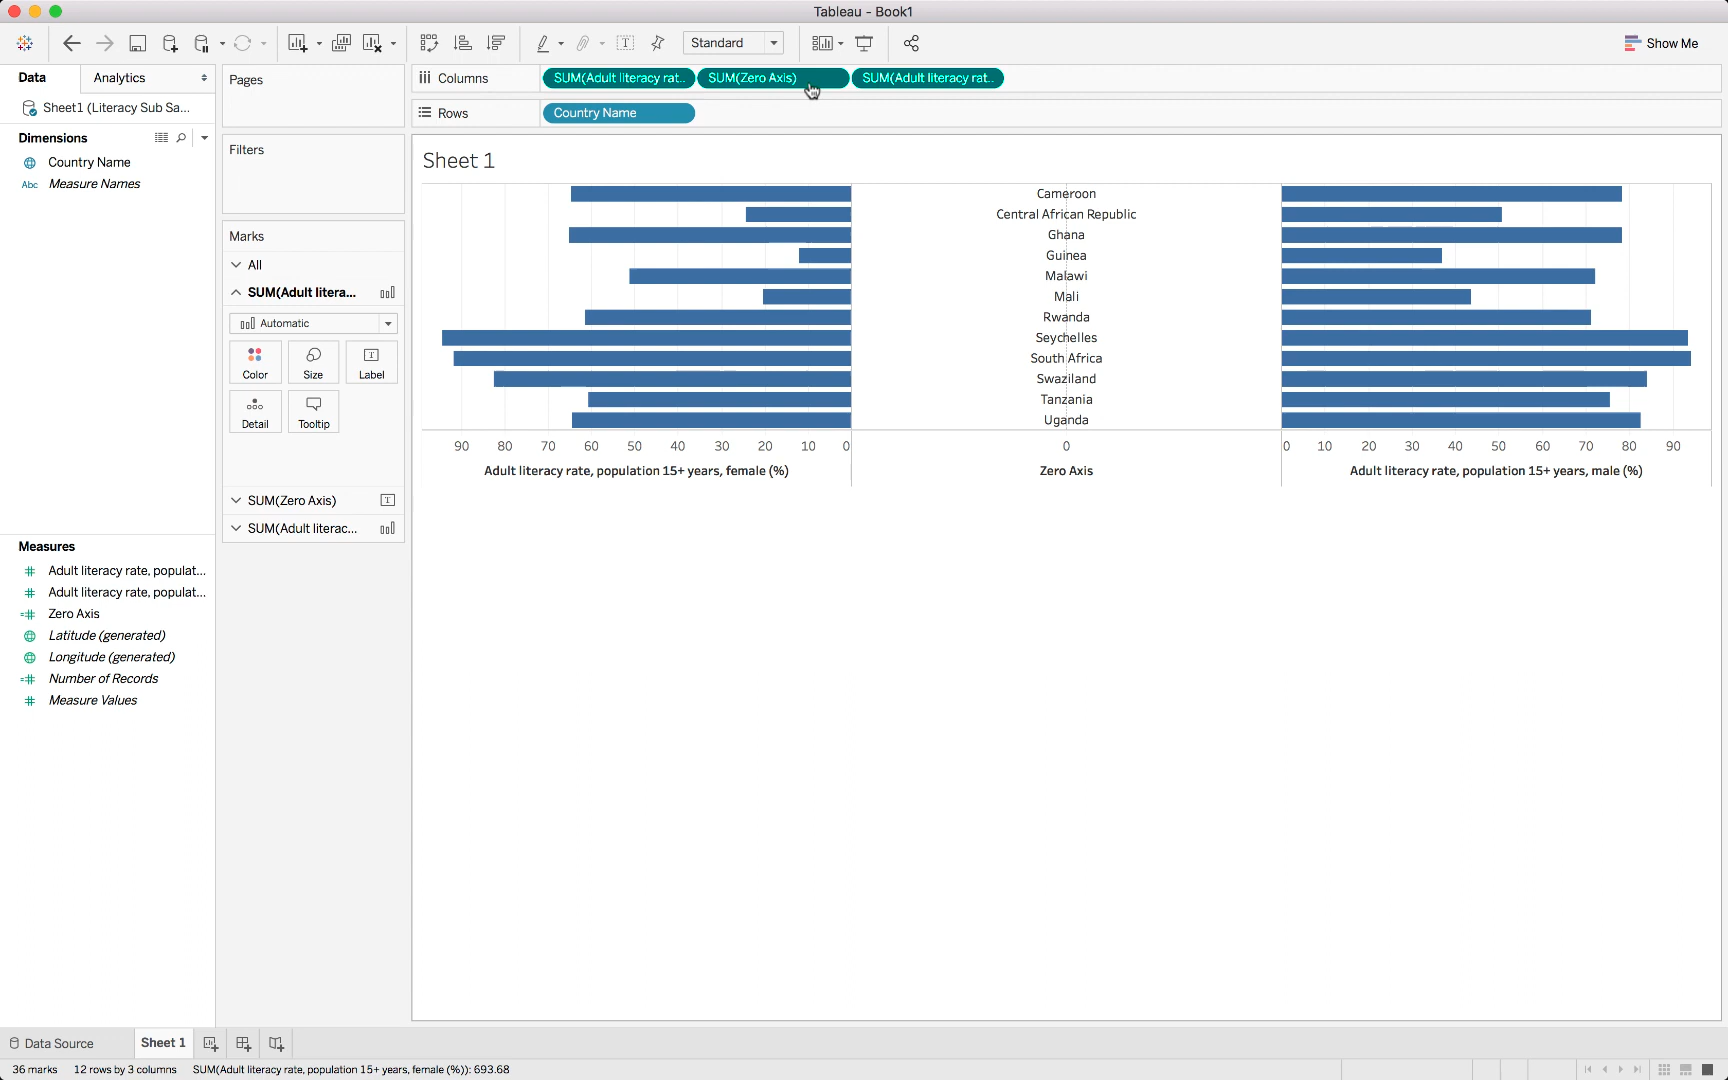 Tableau - Book1
Standard
Show Me
Data
Analytics
Sheet1 (Literacy Sub Sa...
Dimensions
Country Name
Abc Measure Names
Measures
Adult literacy rate, populat...
Adult literacy rate, populat...
Zero Axis
Latitude (generated)
Longitude (generated)
Number of Records
Measure Values
Pages
Filters
Marks
All
SUM(Adult litera...
Automatic
Color
Size
Label
Detail
Tooltip
SUM(Zero Axis)
SUM(Adult literac...
Columns
SUM(Adult literacy rat.. SUM(Zero Axis) SUM(Adult literacy rat..
Rows
Country Name
Sheet 1
Cameroon
Central African Republic
Ghana
Guinea
Malawi
Mali
Rwanda
Seychelles
South Africa
Swaziland
Tanzania
Uganda
90 80 70 60 50 40 30 20 10 0
0
0 10 20 30 40 50 60 70 80 90
Adult literacy rate, population 15+ years, female (%)
Zero Axis
Adult literacy rate, population 15+ years, male (%)
Data Source
Sheet 1
36 marks 12 rows by 3 columns SUM(Adult literacy rate, population 15+ years, female (%)): 693.68